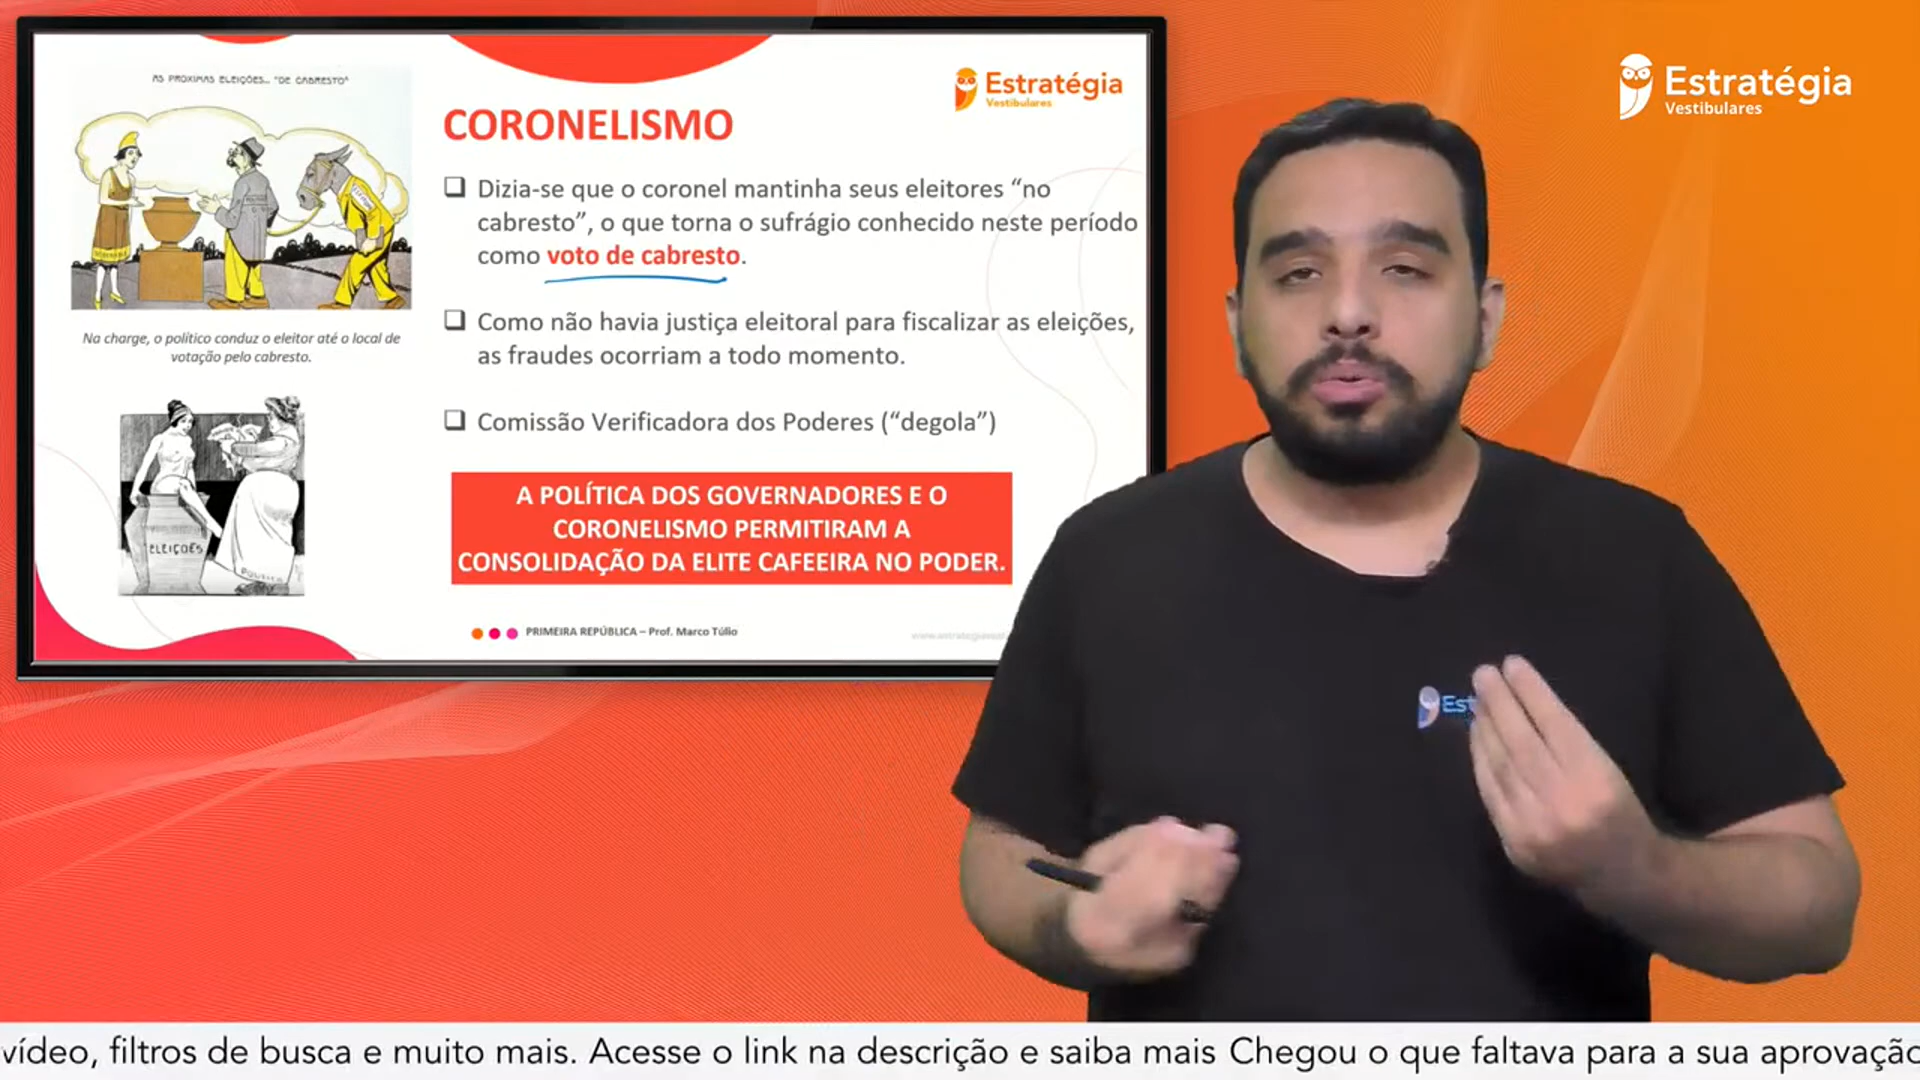 AS PROXIMAS ELEIÇÕES... "DE CABRESTO"
Estratégia
Vestibulares
CORONELISMO
Dizia-se que o coronel mantinha seus eleitores “no
cabresto”, o que torna o sufrágio conhecido neste período
como voto de cabresto.
Na charge, o político conduz o eleitor até o local de
votação pelo cabresto.
Como não havia justiça eleitoral para fiscalizar as eleições,
as fraudes ocorriam a todo momento.
Comissão Verificadora dos Poderes (“degola”)
ELEIÇÕES
A POLÍTICA DOS GOVERNADORES E O
CORONELISMO PERMITIRAM A
CONSOLIDAÇÃO DA ELITE CAFEEIRA NO PODER.
PRIMEIRA REPÚBLICA – Prof. Marco Túlio
Estratégia
Vestibulares
Est
vídeo, filtros de busca e muito mais. Acesse o link na descrição e saiba mais Chegou o que faltava para a sua aprovação